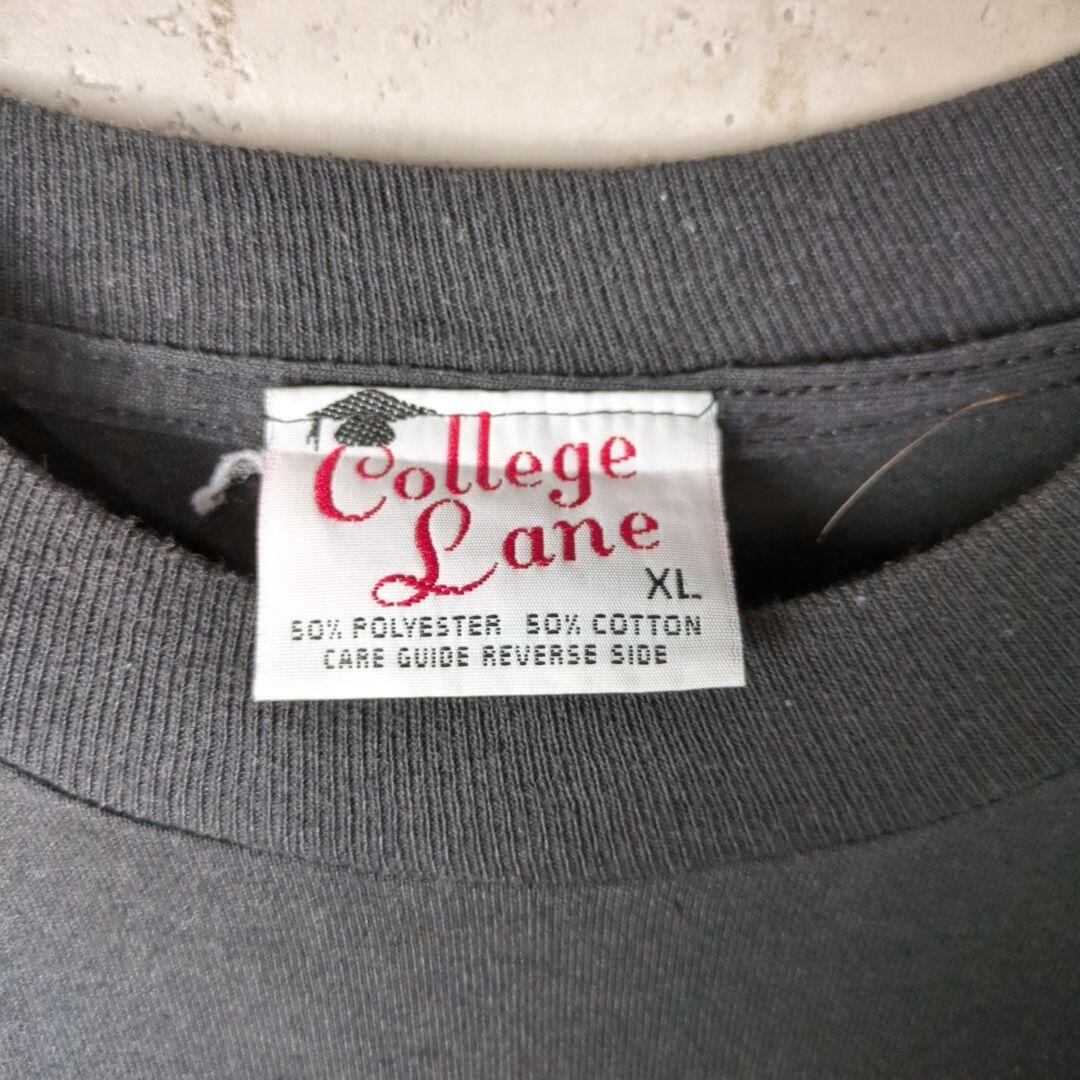 College
Lane
XL
50% POLYESTER 50% COTTON
CARE GUIDE REVERSE SIDE